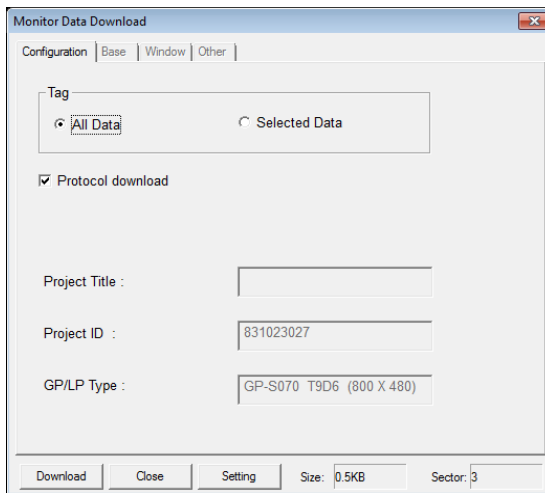 Monitor Data Download
Configuration Base Window Other
Tag
All Data Selected Data
Protocol download
Project Title :
Project ID : 831023027
GP/LP Type : GP-S070 T9D6 (800 X 480)
Download Close Setting Size: 0.5KB Sector: 3